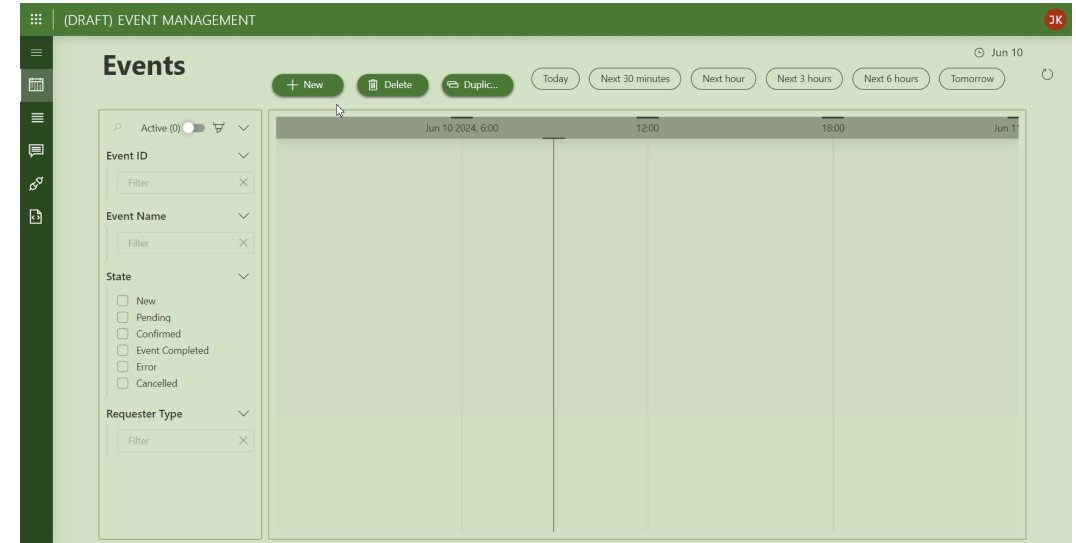 (DRAFT) EVENT MANAGEMENT
JK
Events
Jun 10
New
Delete
Duplic...
Today
Next 30 minutes
Next hour
Next 3 hours
Next 6 hours
Tomorrow
Active (0)
Event ID
Filter
Event Name
Filter
State
New
Pending
Confirmed
Event Completed
Error
Cancelled
Requester Type
Filter
Jun 10 2024, 6:00
12:00
18:00
Jun 1